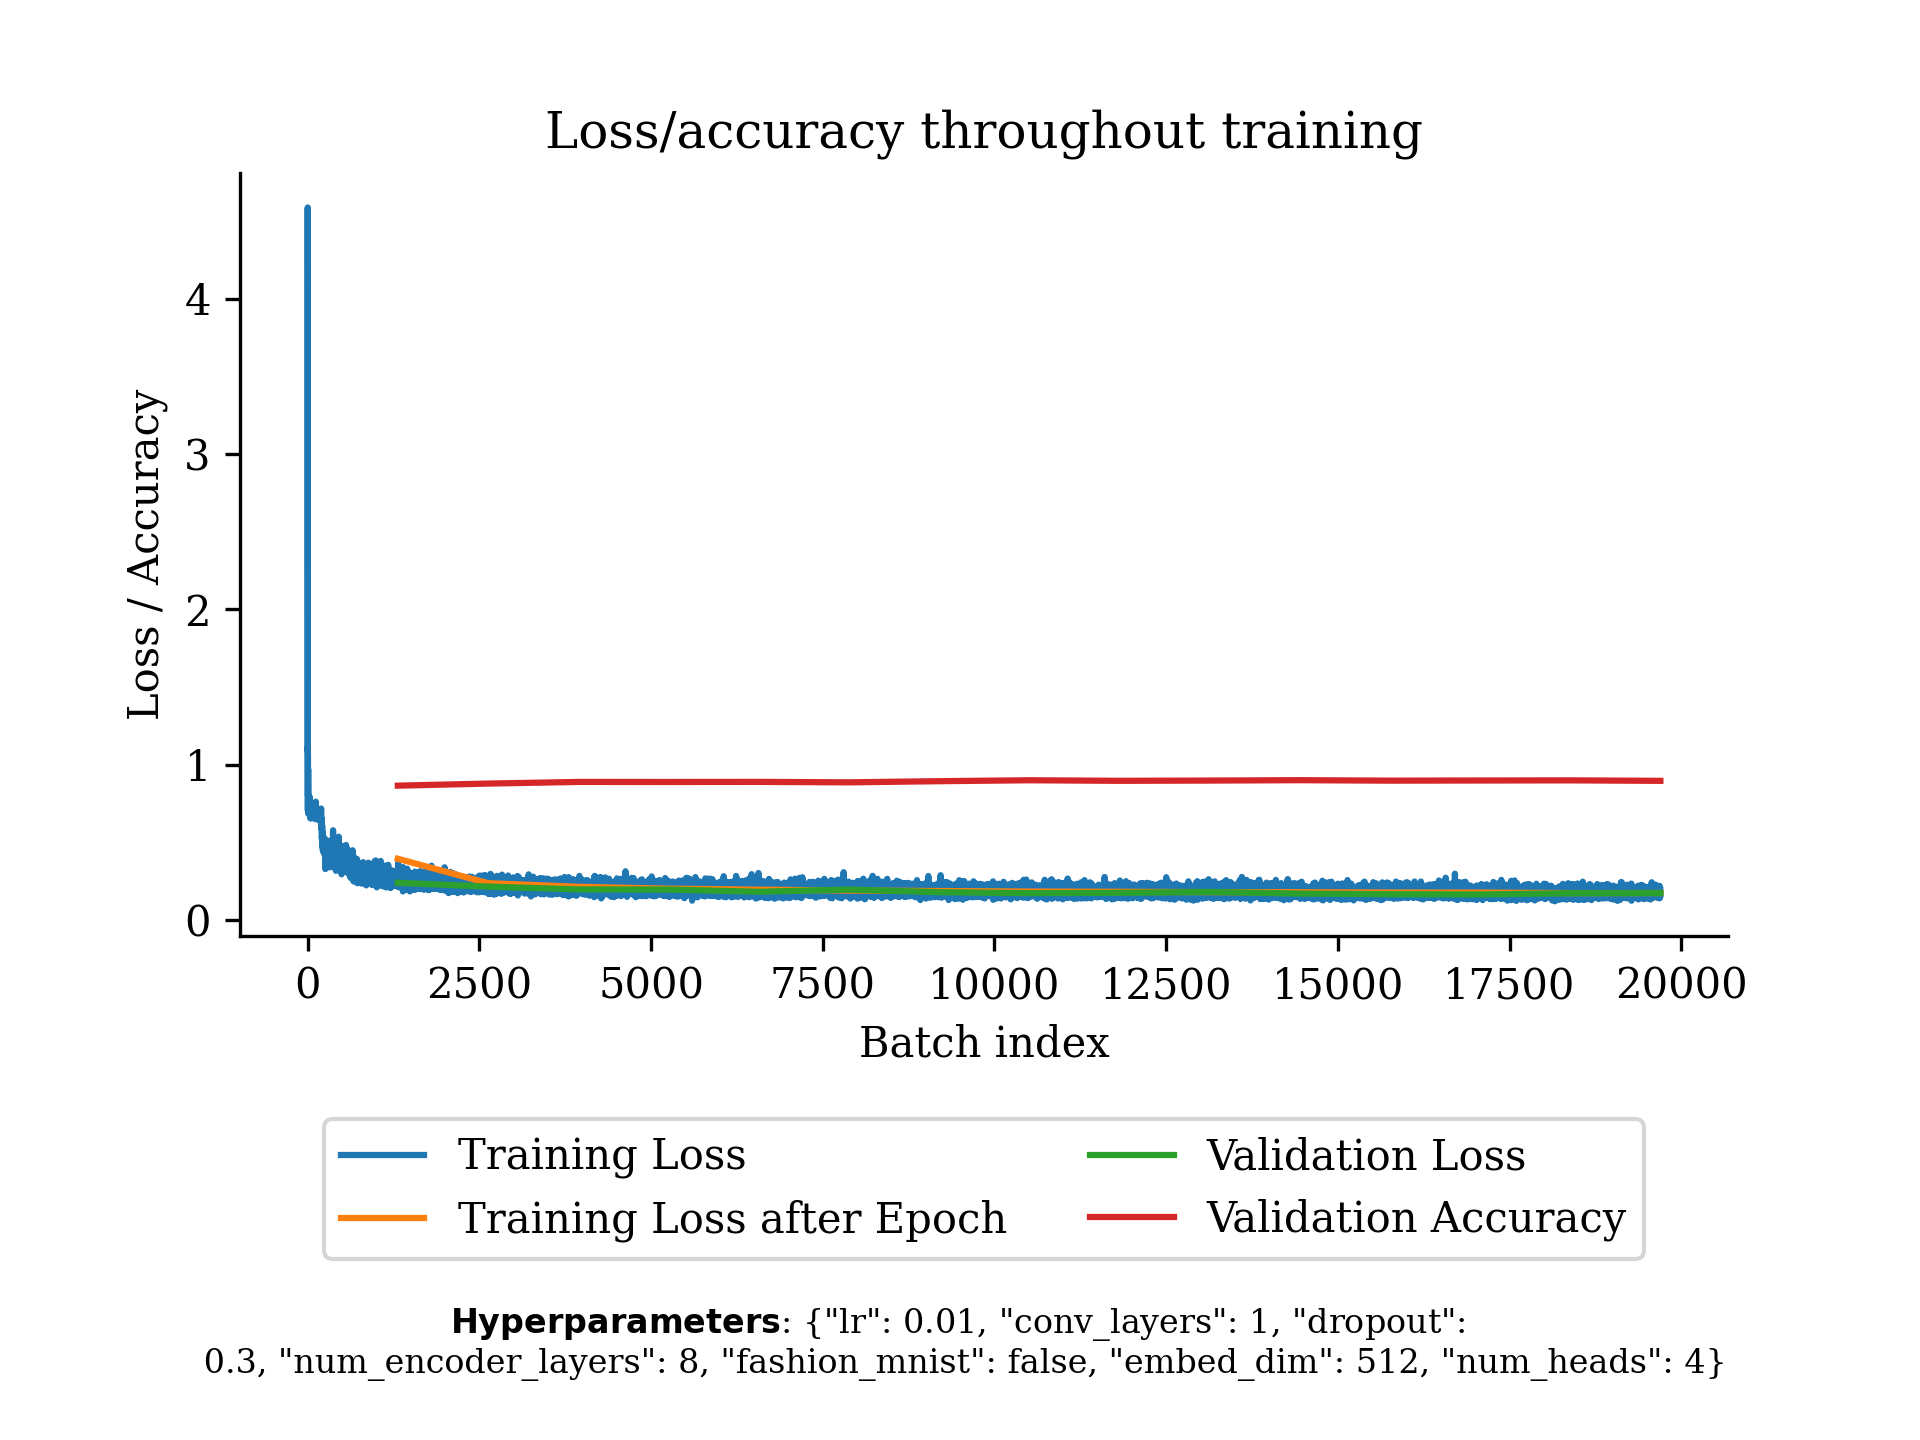 Loss/accuracy throughout training
Loss / Accuracy
4
3
2
1
0
0 2500 5000 7500 10000 12500 15000 17500 20000
Batch index
Training Loss
Training Loss after Epoch
Validation Loss
Validation Accuracy
Hyperparameters: {"lr": 0.01, "conv_layers": 1, "dropout":
0.3, "num_encoder_layers": 8, "fashion_mnist": false, "embed_dim": 512, "num_heads": 4}